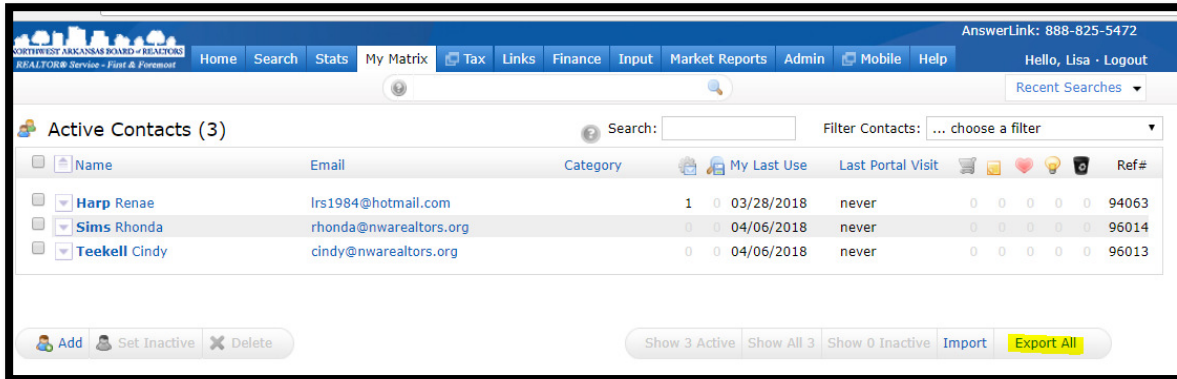 AnswerLink: 888-825-5472
NORTHWEST ARKANSAS BOARD of REALTORS
REALTOR® Service - First & Foremost
Home Search Stats My Matrix Tax Links Finance Input Market Reports Admin Mobile Help Hello, Lisa · Logout
Recent Searches
Active Contacts (3) Search: Filter Contacts: ... choose a filter
Name Email Category My Last Use Last Portal Visit Ref#
Harp Renae lrs1984@hotmail.com 1 0 03/28/2018 never 0 0 0 0 0 94063
Sims Rhonda rhonda@nwarealtors.org 0 0 04/06/2018 never 0 0 0 0 0 96014
Teekell Cindy cindy@nwarealtors.org 0 0 04/06/2018 never 0 0 0 0 0 96013
Add Set Inactive Delete Show 3 Active Show All 3 Show 0 Inactive Import Export All